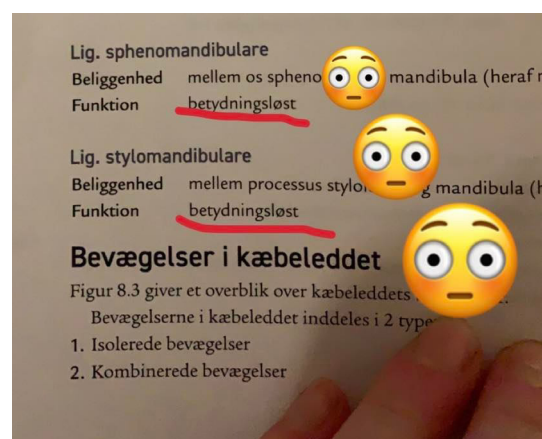 Lig. sphenomandibulare
Beliggenhed mellem os spheno mandibula (heraf
Funktion betydningsløst
Lig. stylomandibulare
Beliggenhed mellem processus stylo mandibula
Funktion betydningsløst
Bevægelser i kæbeleddet
Figur 8.3 giver et overblik over kæbeleddets
Bevægelserne i kæbeleddet inddeles i 2
1. Isolerede bevægelser
2. Kombinerede bevægelser